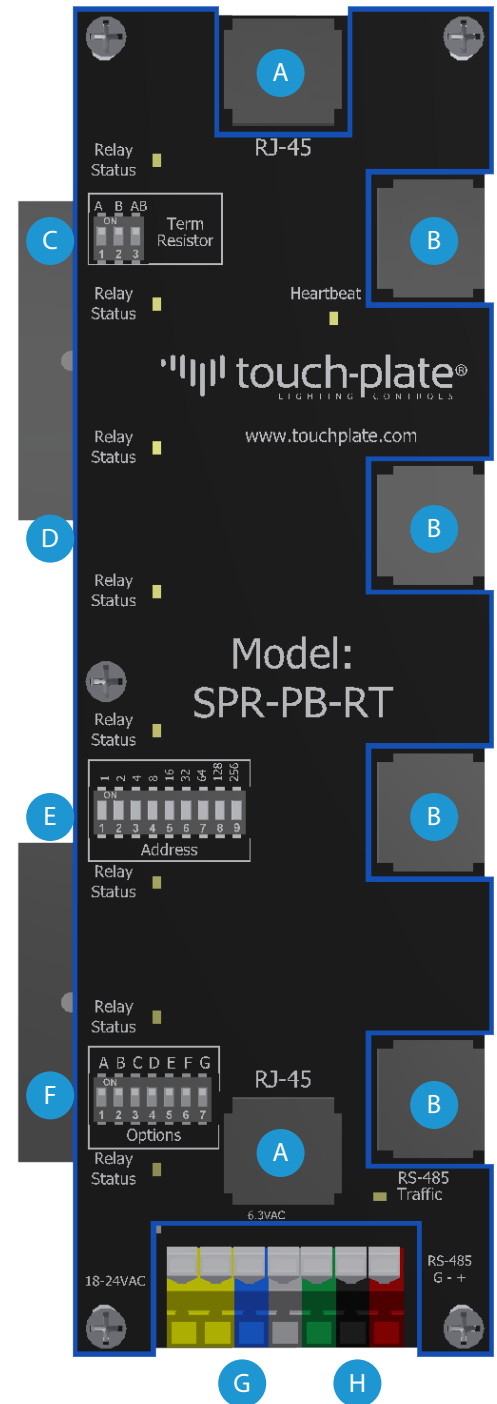 A
RJ-45
Relay
Status
A B AB
ON
1 2 3
Term
Resistor
C
B
Relay
Status
Heartbeat
touch-plate®
LIGHTING CONTROLS
www.touchplate.com
Relay
Status
B
D
Relay
Status
Model:
SPR-PB-RT
Relay
Status
1 2 4 8 16 32 64 128 256
ON
1 2 3 4 5 6 7 8 9
Address
E
B
Relay
Status
Relay
Status
A B C D E F G
ON
1 2 3 4 5 6 7
Options
F
RJ-45
B
A
Relay
Status
RS-485
Traffic
6.3VAC
18-24VAC
RS-485
G - +
G
H